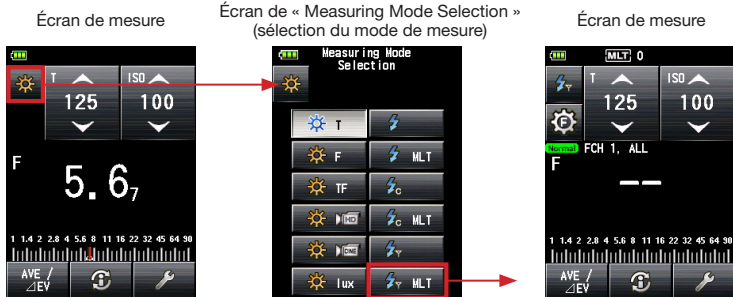 Écran de mesure
Écran de « Measuring Mode Selection »
(sélection du mode de mesure)
Écran de mesure
T
ISO
125
100
F
5. 6₇
1 1.4 2 2.8 4 5.6 8 11 16 22 32 45 64 90
AVE / ⊿EV
Measuring Mode
Selection
T
F
MLT
TF
C
HD
C MLT
CINE
lux
MLT
MLT 0
T
ISO
125
100
F
Normal FCH 1, ALL
F
--
1 1.4 2 2.8 4 5.6 8 11 16 22 32 45 64 90
AVE / ⊿EV